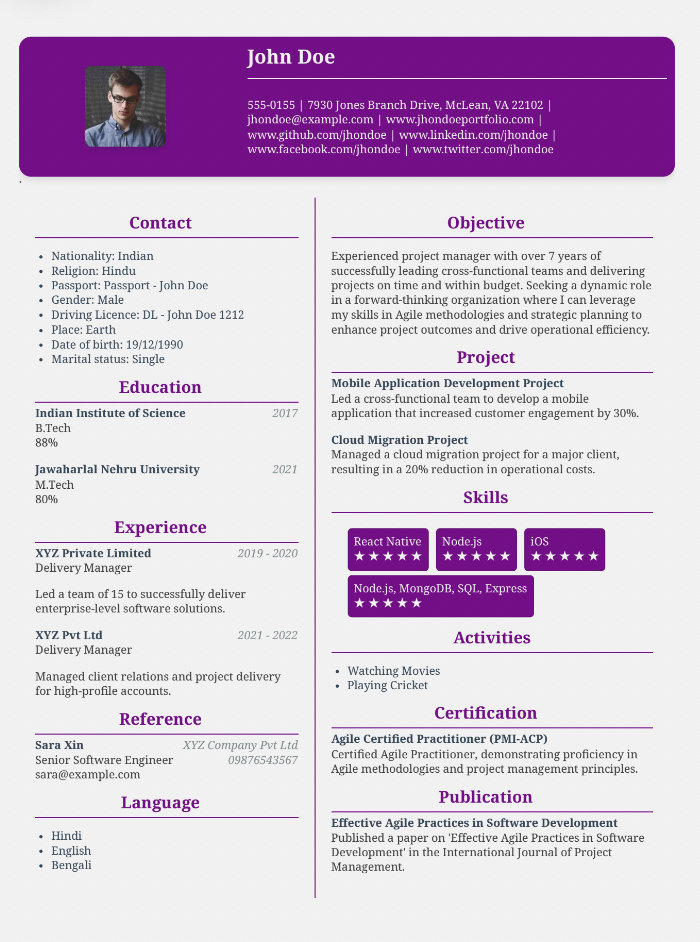 John Doe
555-0155 | 7930 Jones Branch Drive, McLean, VA 22102 |
jhondoe@example.com | www.jhondoeportfolio.com |
www.github.com/jhondoe | www.linkedin.com/jhondoe |
www.facebook.com/jhondoe | www.twitter.com/jhondoe
.
Contact
• Nationality: Indian
• Religion: Hindu
• Passport: Passport - John Doe
• Gender: Male
• Driving Licence: DL - John Doe 1212
• Place: Earth
• Date of birth: 19/12/1990
• Marital status: Single
Education
Indian Institute of Science 2017
B.Tech
88%
Jawaharlal Nehru University 2021
M.Tech
80%
Experience
XYZ Private Limited 2019 - 2020
Delivery Manager
Led a team of 15 to successfully deliver
enterprise-level software solutions.
XYZ Pvt Ltd 2021 - 2022
Delivery Manager
Managed client relations and project delivery
for high-profile accounts.
Reference
Sara Xin XYZ Company Pvt Ltd
Senior Software Engineer 09876543567
sara@example.com
Language
• Hindi
• English
• Bengali
Objective
Experienced project manager with over 7 years of
successfully leading cross-functional teams and delivering
projects on time and within budget. Seeking a dynamic role
in a forward-thinking organization where I can leverage
my skills in Agile methodologies and strategic planning to
enhance project outcomes and drive operational efficiency.
Project
Mobile Application Development Project
Led a cross-functional team to develop a mobile
application that increased customer engagement by 30%.
Cloud Migration Project
Managed a cloud migration project for a major client,
resulting in a 20% reduction in operational costs.
Skills
React Native Node.js iOS
★★★★★ ★★★★★ ★★★★★
Node.js, MongoDB, SQL, Express
★★★★★
Activities
• Watching Movies
• Playing Cricket
Certification
Agile Certified Practitioner (PMI-ACP)
Certified Agile Practitioner, demonstrating proficiency in
Agile methodologies and project management principles.
Publication
Effective Agile Practices in Software Development
Published a paper on 'Effective Agile Practices in Software
Development' in the International Journal of Project
Management.